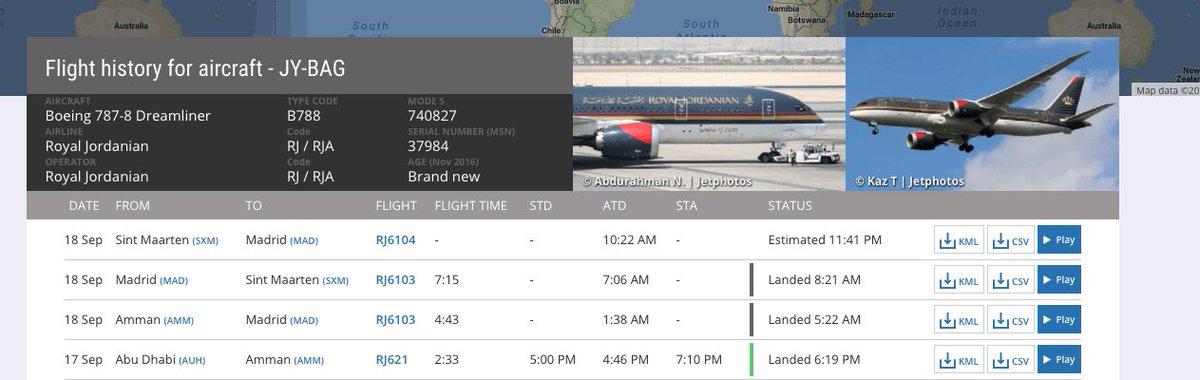 Bolivia
Namibia
Botswana
Madagascar
Indian
Ocean
Australia
South
Chile
South
Australia
New
Map data ©20
Flight history for aircraft - JY-BAG
AIRCRAFT TYPE CODE MODE S
Boeing 787-8 Dreamliner B788 740827
AIRLINE Code SERIAL NUMBER (MSN)
Royal Jordanian RJ / RJA 37984
OPERATOR Code AGE (Nov 2016)
Royal Jordanian RJ / RJA Brand new
ROYAL JORDANIAN
www.rj.com
© Abdurahman N. | Jetphotos
© Kaz T | Jetphotos
DATE FROM TO FLIGHT FLIGHT TIME STD ATD STA STATUS
18 Sep Sint Maarten (SXM) Madrid (MAD) RJ6104 - - 10:22 AM - Estimated 11:41 PM KML CSV Play
18 Sep Madrid (MAD) Sint Maarten (SXM) RJ6103 7:15 - 7:06 AM - Landed 8:21 AM KML CSV Play
18 Sep Amman (AMM) Madrid (MAD) RJ6103 4:43 - 1:38 AM - Landed 5:22 AM KML CSV Play
17 Sep Abu Dhabi (AUH) Amman (AMM) RJ621 2:33 5:00 PM 4:46 PM 7:10 PM Landed 6:19 PM KML CSV Play